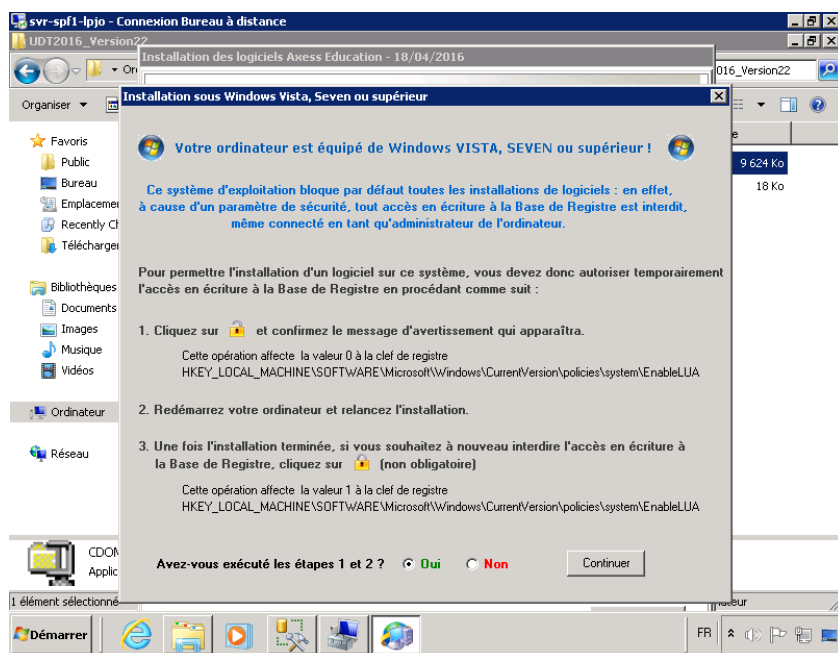 svr-spf1-lpjo - Connexion Bureau à distance
UDT2016_Version22
Installation des logiciels Axess Education - 18/04/2016
016_Version22
Organiser
Installation sous Windows Vista, Seven ou supérieur
Favoris
Public
Bureau
Emplacemen
Recently Ch
Télécharger
Bibliothèques
Documents
Images
Musique
Vidéos
Ordinateur
Réseau
Votre ordinateur est équipé de Windows VISTA, SEVEN ou supérieur !
Ce système d'exploitation bloque par défaut toutes les installations de logiciels : en effet,
à cause d'un paramètre de sécurité, tout accès en écriture à la Base de Registre est interdit,
même connecté en tant qu'administrateur de l'ordinateur.
Pour permettre l'installation d'un logiciel sur ce système, vous devez donc autoriser temporairement
l'accès en écriture à la Base de Registre en procédant comme suit :
1. Cliquez sur et confirmez le message d'avertissement qui apparaîtra.
Cette opération affecte la valeur 0 à la clef de registre
HKEY_LOCAL_MACHINE\SOFTWARE\Microsoft\Windows\CurrentVersion\policies\system\EnableLUA
2. Redémarrez votre ordinateur et relancez l'installation.
3. Une fois l'installation terminée, si vous souhaitez à nouveau interdire l'accès en écriture à
la Base de Registre, cliquez sur (non obligatoire)
Cette opération affecte la valeur 1 à la clef de registre
HKEY_LOCAL_MACHINE\SOFTWARE\Microsoft\Windows\CurrentVersion\policies\system\EnableLUA
Avez-vous exécuté les étapes 1 et 2 ? Oui Non Continuer
9 624 Ko
18 Ko
CDOM
Applic
1 élément sélectionné
Démarrer
FR